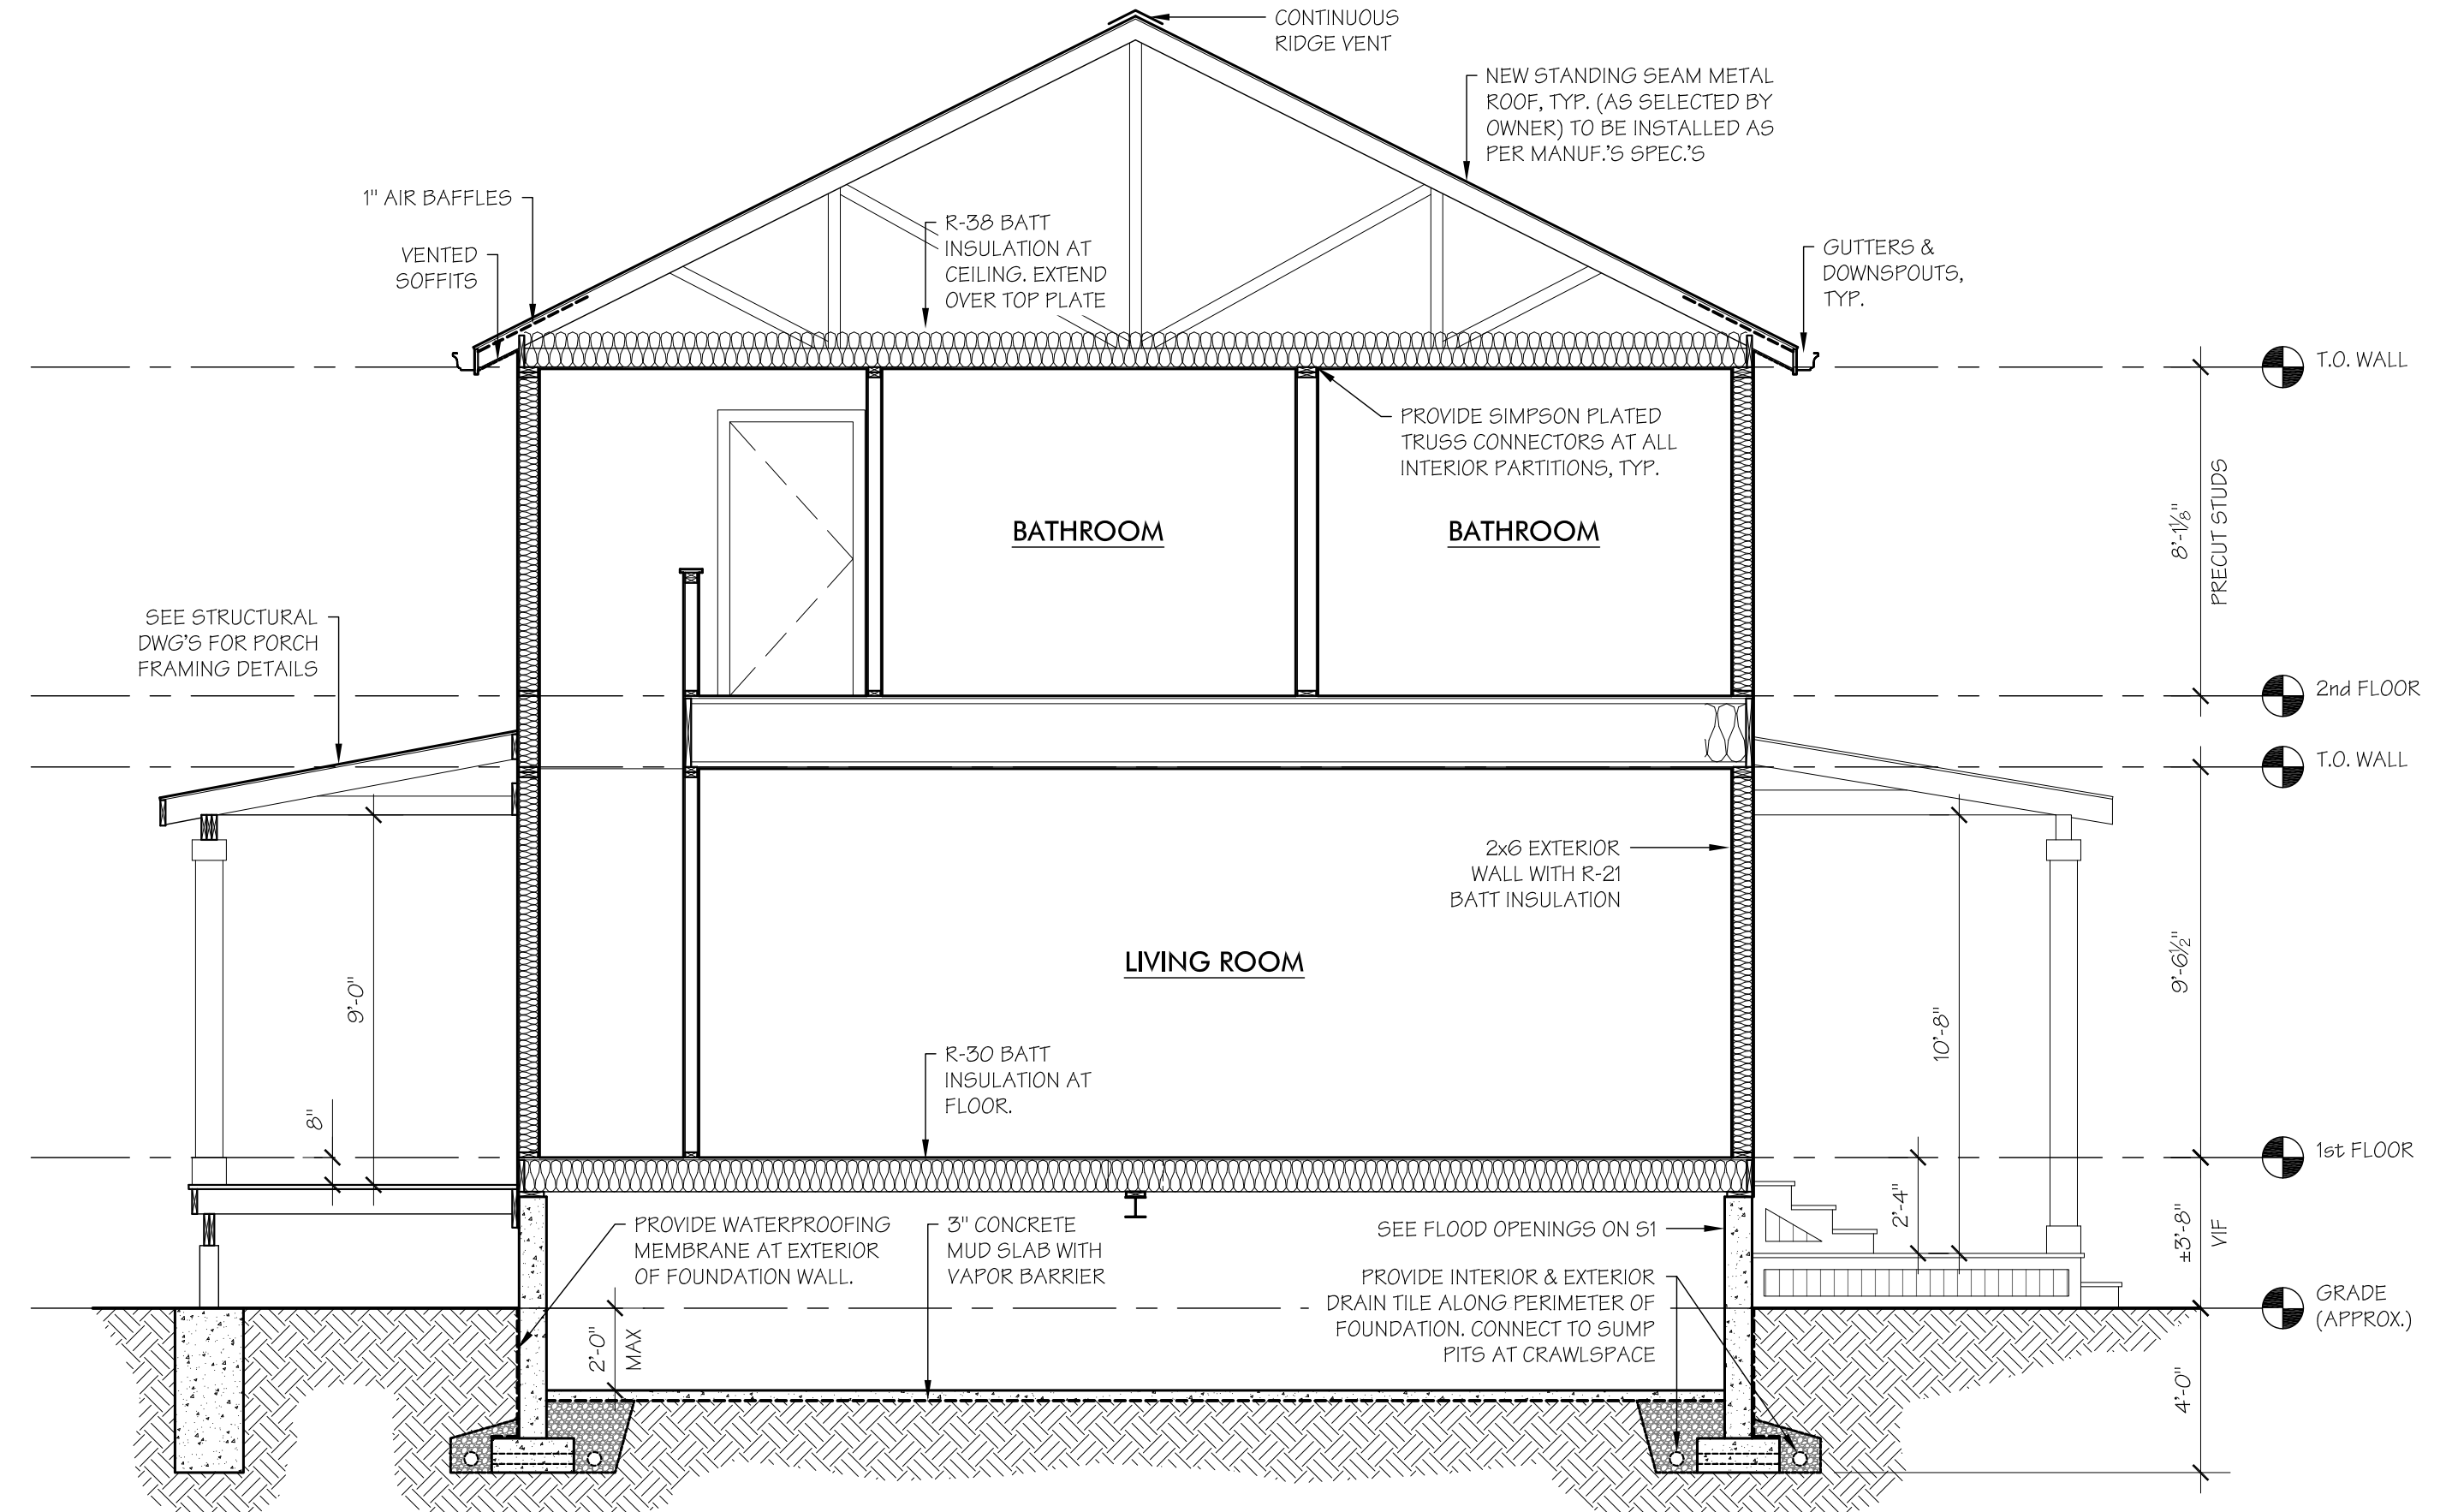 CONTINUOUS
RIDGE VENT
NEW STANDING SEAM METAL
ROOF, TYP. (AS SELECTED BY
OWNER) TO BE INSTALLED AS
PER MANUF.'S SPEC.'S
1" AIR BAFFLES
VENTED
SOFFITS
R-38 BATT
INSULATION AT
CEILING. EXTEND
OVER TOP PLATE
GUTTERS &
DOWNSPOUTS,
TYP.
T.O. WALL
PROVIDE SIMPSON PLATED
TRUSS CONNECTORS AT ALL
INTERIOR PARTITIONS, TYP.
BATHROOM
BATHROOM
8'-1⅛"
PRECUT STUDS
SEE STRUCTURAL
DWG'S FOR PORCH
FRAMING DETAILS
2nd FLOOR
T.O. WALL
2x6 EXTERIOR
WALL WITH R-21
BATT INSULATION
LIVING ROOM
9'-0"
9'-6½"
10'-8"
R-30 BATT
INSULATION AT
FLOOR.
8"
1st FLOOR
PROVIDE WATERPROOFING
MEMBRANE AT EXTERIOR
OF FOUNDATION WALL.
3" CONCRETE
MUD SLAB WITH
VAPOR BARRIER
SEE FLOOD OPENINGS ON S1
2'-4"
±3'-8"
VIF
PROVIDE INTERIOR & EXTERIOR
DRAIN TILE ALONG PERIMETER OF
FOUNDATION. CONNECT TO SUMP
PITS AT CRAWLSPACE
GRADE
(APPROX.)
2'-0"
MAX
4'-0"